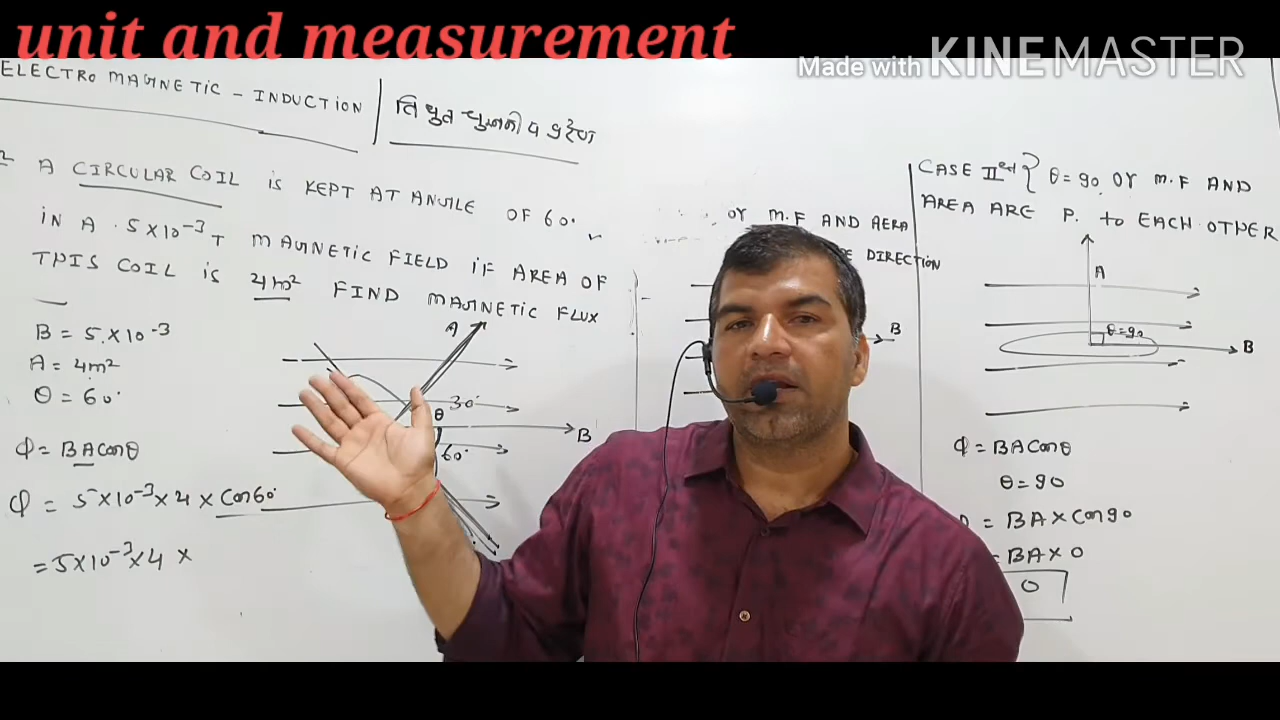 unit and measurement
Made with KINEMASTER
ELECTRO MAGNETIC - INDUCTION
A CIRCULAR COIL is KEPT AT ANGLE OF 60°
iN A .5×10⁻³T MAGNETIC FIELD iF AREA OF
THIS COIL is 4m² FIND MAGNETIC FLUX
B = 5.×10⁻³
A = 4m²
θ = 60°
Φ = BAcosθ
Φ = 5×10⁻³×4×Cos60°
=5×10⁻³×4×
A
θ
30°
B
60°
or M.F AND AERA
DIRECTION
B
CASE II { θ=90 or M.F AND
AREA ARE P. to EACH OTHER
A
θ=90
B
Φ=BAcosθ
θ=90
= BA×Cos90
= BA×0
0